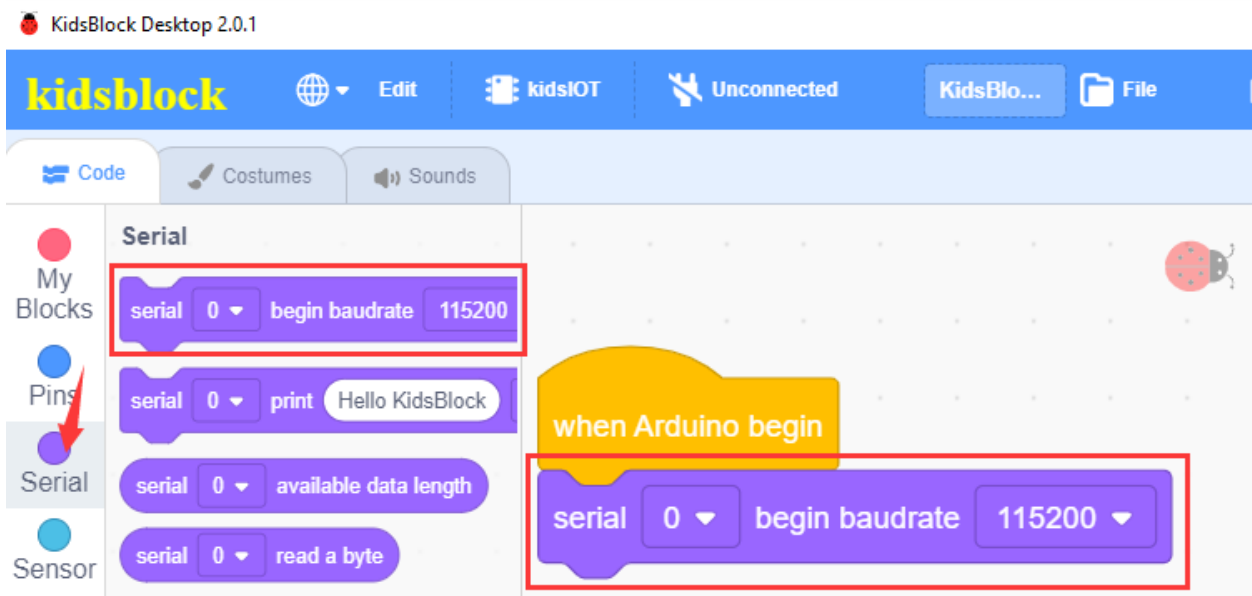 KidsBlock Desktop 2.0.1
kidsblock Edit kidsIOT Unconnected KidsBlo... File
Code Costumes Sounds
My
Blocks
Pins
Serial
Sensor
Serial
serial 0 begin baudrate 115200
serial 0 print Hello KidsBlock
serial 0 available data length
serial 0 read a byte
when Arduino begin
serial 0 begin baudrate 115200